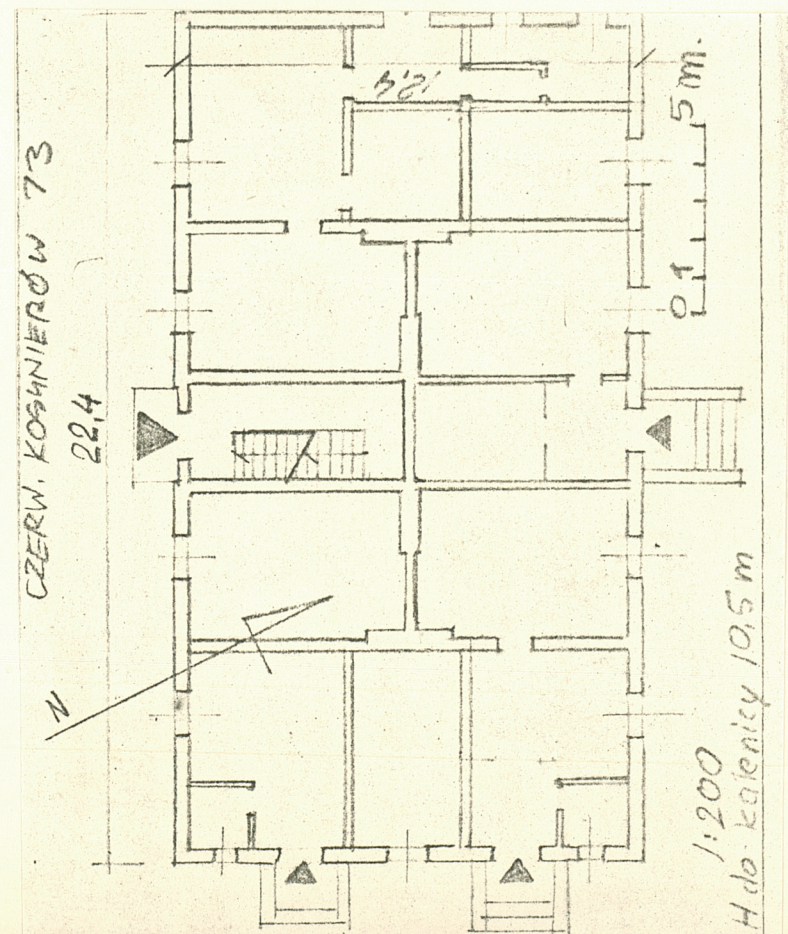 CZERW. KOSYNIERÓW 73
22,4
12,4
N
0 1 5 m.
1:200
H do kalenicy 10,5 m